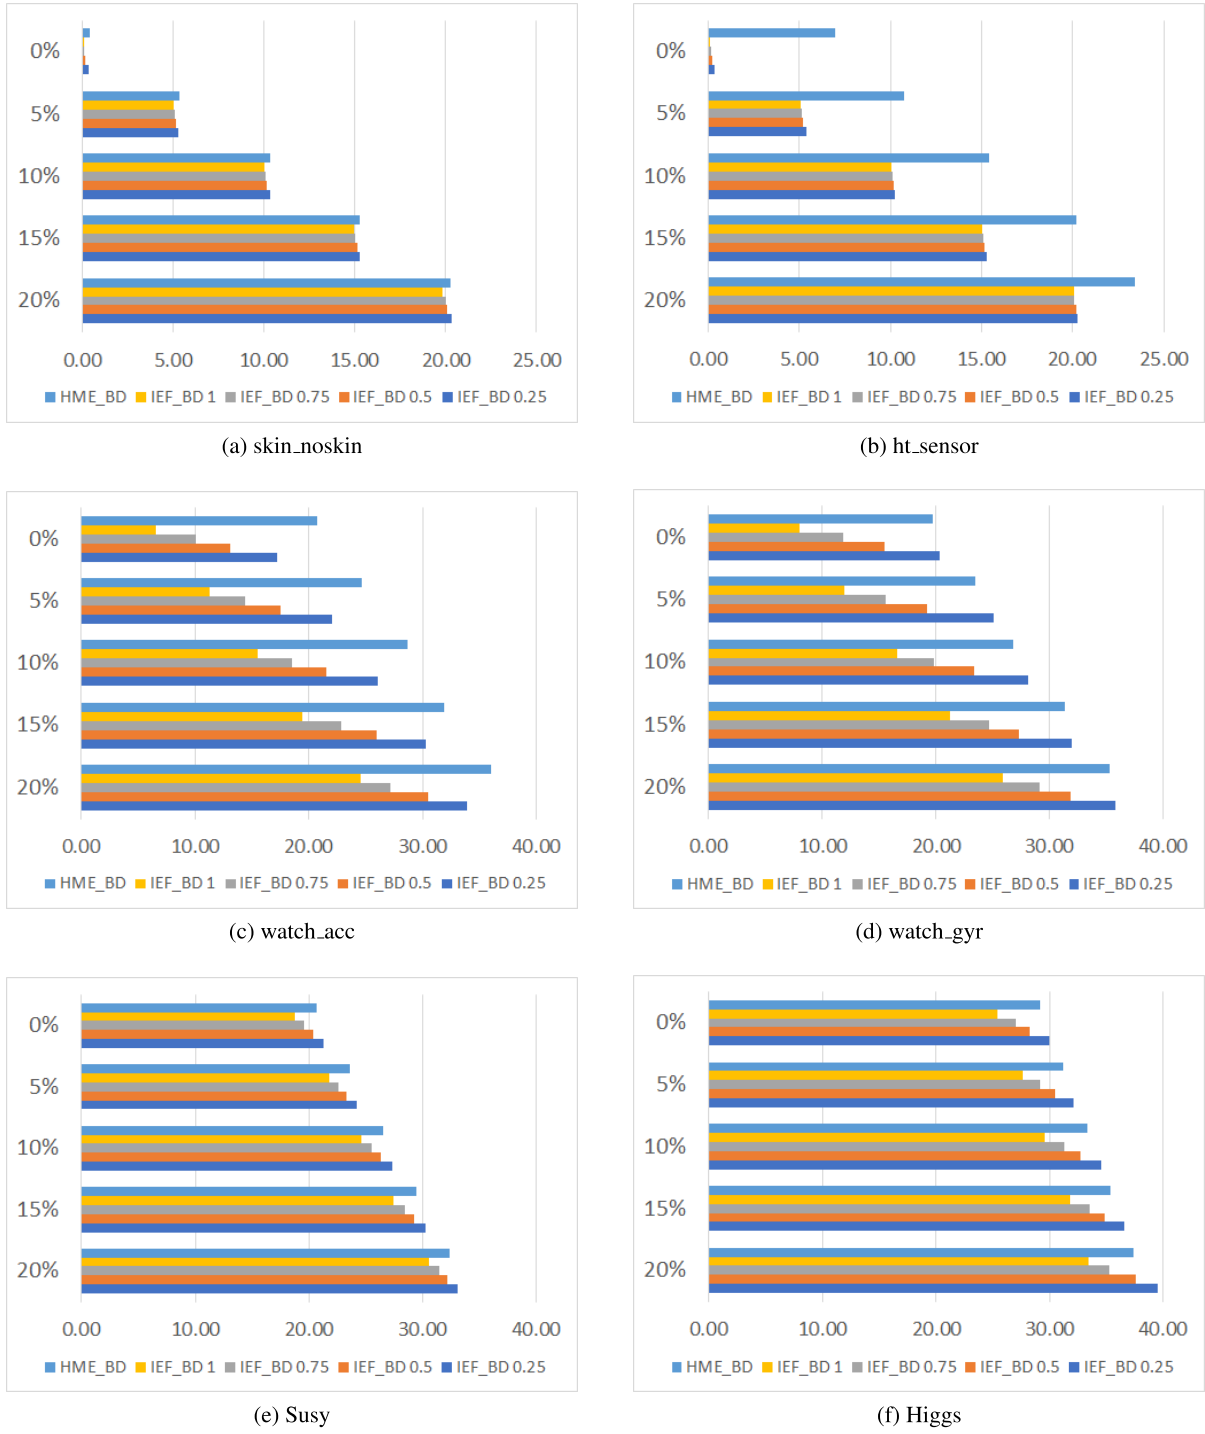 0%
5%
10%
15%
20%
0.00 5.00 10.00 15.00 20.00 25.00
HME_BD IEF_BD 1 IEF_BD 0.75 IEF_BD 0.5 IEF_BD 0.25
(a) skin_noskin
0%
5%
10%
15%
20%
0.00 5.00 10.00 15.00 20.00 25.00
HME_BD IEF_BD 1 IEF_BD 0.75 IEF_BD 0.5 IEF_BD 0.25
(b) ht_sensor
0%
5%
10%
15%
20%
0.00 10.00 20.00 30.00 40.00
HME_BD IEF_BD 1 IEF_BD 0.75 IEF_BD 0.5 IEF_BD 0.25
(c) watch_acc
0%
5%
10%
15%
20%
0.00 10.00 20.00 30.00 40.00
HME_BD IEF_BD 1 IEF_BD 0.75 IEF_BD 0.5 IEF_BD 0.25
(d) watch_gyr
0%
5%
10%
15%
20%
0.00 10.00 20.00 30.00 40.00
HME_BD IEF_BD 1 IEF_BD 0.75 IEF_BD 0.5 IEF_BD 0.25
(e) Susy
0%
5%
10%
15%
20%
0.00 10.00 20.00 30.00 40.00
HME_BD IEF_BD 1 IEF_BD 0.75 IEF_BD 0.5 IEF_BD 0.25
(f) Higgs